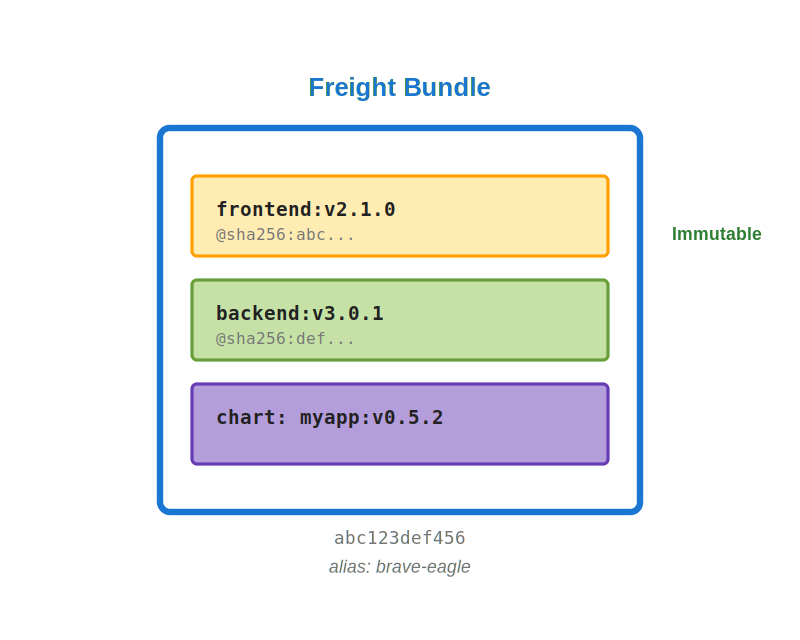 Freight Bundle
frontend:v2.1.0
@sha256:abc...
Immutable
backend:v3.0.1
@sha256:def...
chart: myapp:v0.5.2
abc123def456
alias: brave-eagle